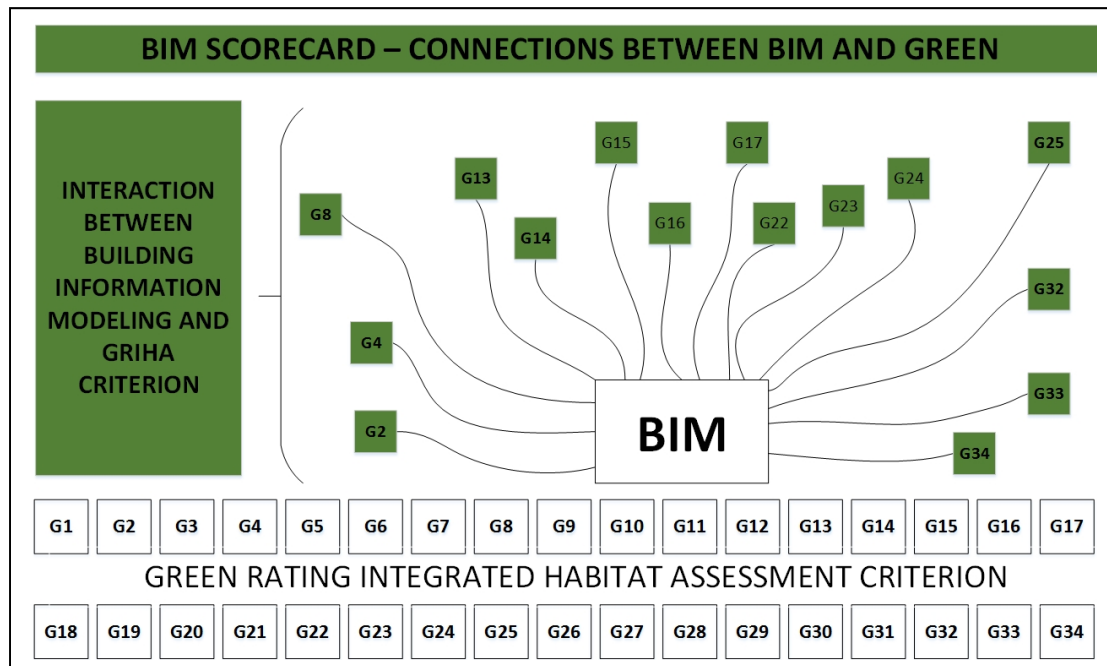 BIM SCORECARD – CONNECTIONS BETWEEN BIM AND GREEN
INTERACTION
BETWEEN
BUILDING
INFORMATION
MODELING AND
GRIHA
CRITERION
G8
G13
G14
G15
G16
G17
G22
G23
G24
G25
G32
G33
G34
G4
G2
BIM
G1 G2 G3 G4 G5 G6 G7 G8 G9 G10 G11 G12 G13 G14 G15 G16 G17
GREEN RATING INTEGRATED HABITAT ASSESSMENT CRITERION
G18 G19 G20 G21 G22 G23 G24 G25 G26 G27 G28 G29 G30 G31 G32 G33 G34